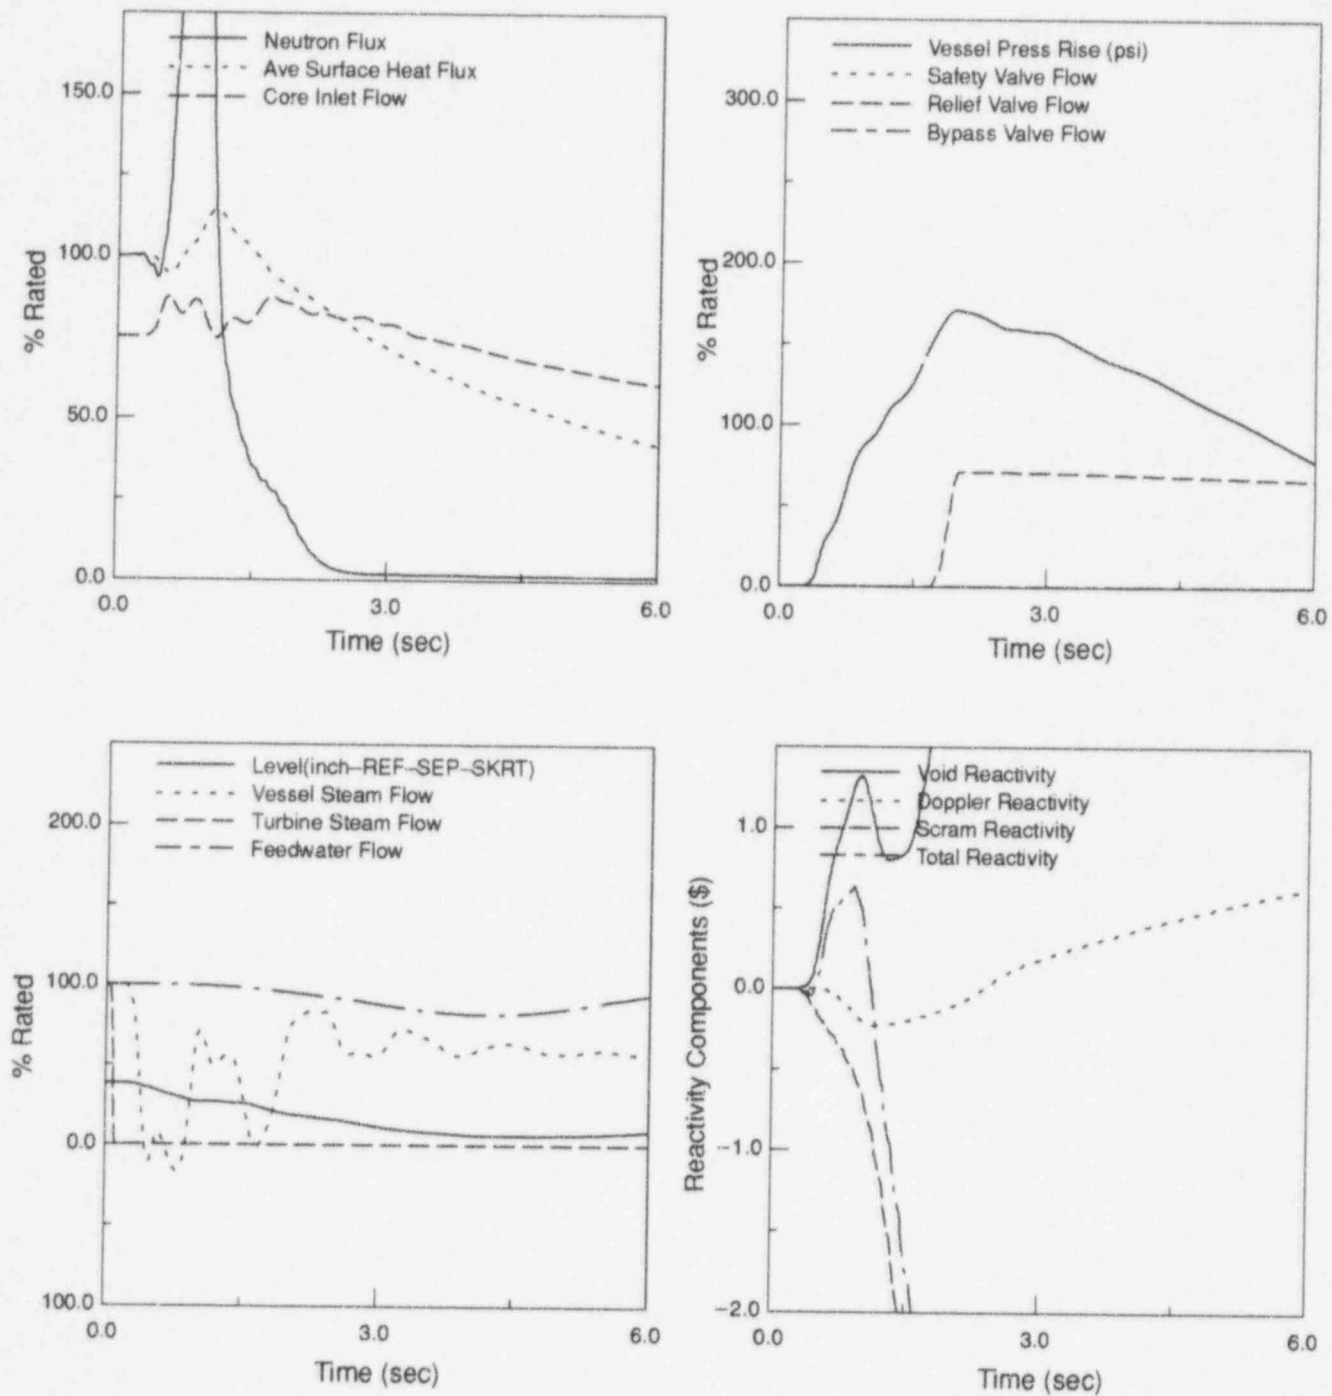 Neutron Flux
Ave Surface Heat Flux
Core Inlet Flow
150.0
100.0
50.0
0.0
% Rated
0.0
3.0
6.0
Time (sec)
Vessel Press Rise (psi)
Safety Valve Flow
Relief Valve Flow
Bypass Valve Flow
300.0
200.0
100.0
0.0
% Rated
0.0
3.0
6.0
Time (sec)
Level(inch–REF–SEP–SKRT)
Vessel Steam Flow
Turbine Steam Flow
Feedwater Flow
200.0
100.0
0.0
100.0
% Rated
0.0
3.0
6.0
Time (sec)
Void Reactivity
Doppler Reactivity
Scram Reactivity
Total Reactivity
1.0
0.0
–1.0
–2.0
Reactivity Components ($)
0.0
3.0
6.0
Time (sec)